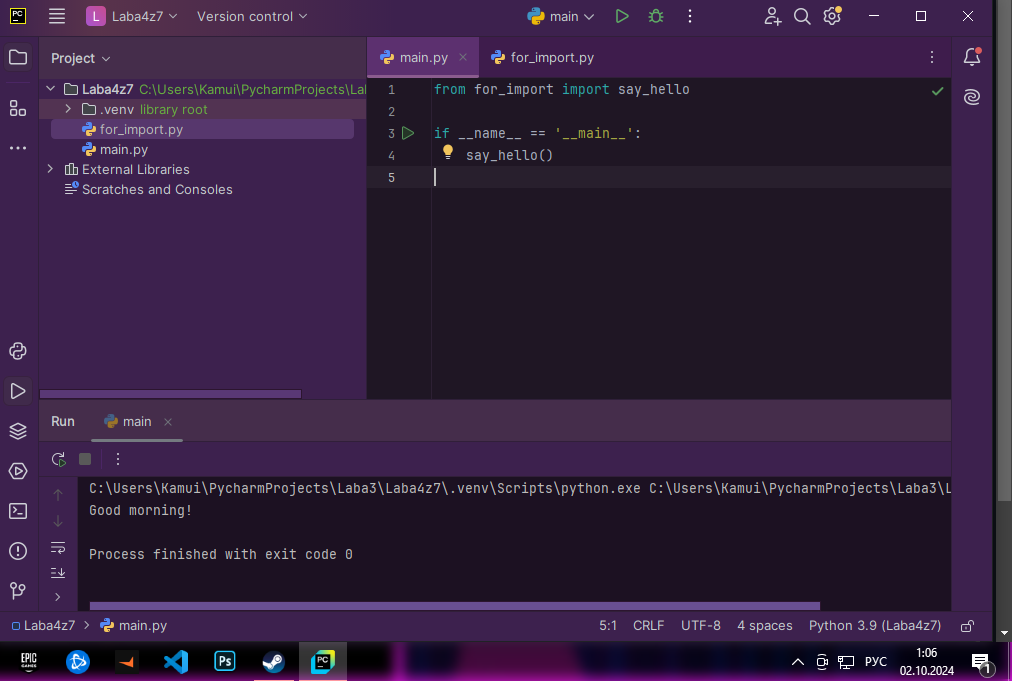 PC L Laba4z7 Version control main
Project main.py for_import.py
Laba4z7 C:\Users\Kamui\PycharmProjects\Lal
.venv library root
for_import.py
main.py
External Libraries
Scratches and Consoles
1 from for_import import say_hello
2
3 if __name__ == '__main__':
4 say_hello()
5
Run main
C:\Users\Kamui\PycharmProjects\Laba3\Laba4z7\.venv\Scripts\python.exe C:\Users\Kamui\PycharmProjects\Laba3\L
Good morning!
Process finished with exit code 0
Laba4z7 > main.py 5:1 CRLF UTF-8 4 spaces Python 3.9 (Laba4z7)
EPIC GAMES Ps PC РУС 1:06
02.10.2024 1